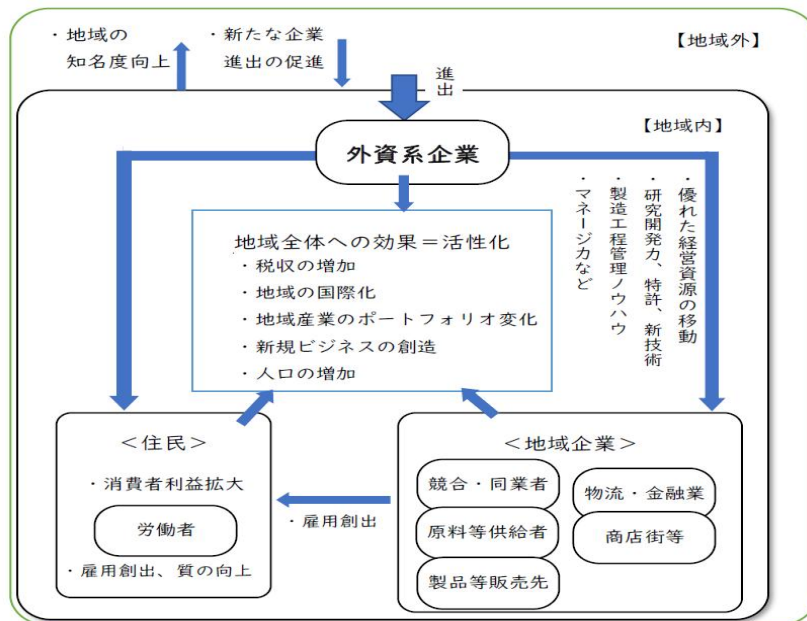 ・地域の
知名度向上
・新たな企業
進出の促進
【地域外】
進出
【地域内】
外資系企業
・優れた経営資源の移動
・研究開発力、特許、新技術
・製造工程管理ノウハウ
・マネージ力など
地域全体への効果＝活性化
・税収の増加
・地域の国際化
・地域産業のポートフォリオ変化
・新規ビジネスの創造
・人口の増加
＜住民＞
・消費者利益拡大
労働者
・雇用創出、質の向上
・雇用創出
＜地域企業＞
競合・同業者
原料等供給者
製品等販売先
物流・金融業
商店街等